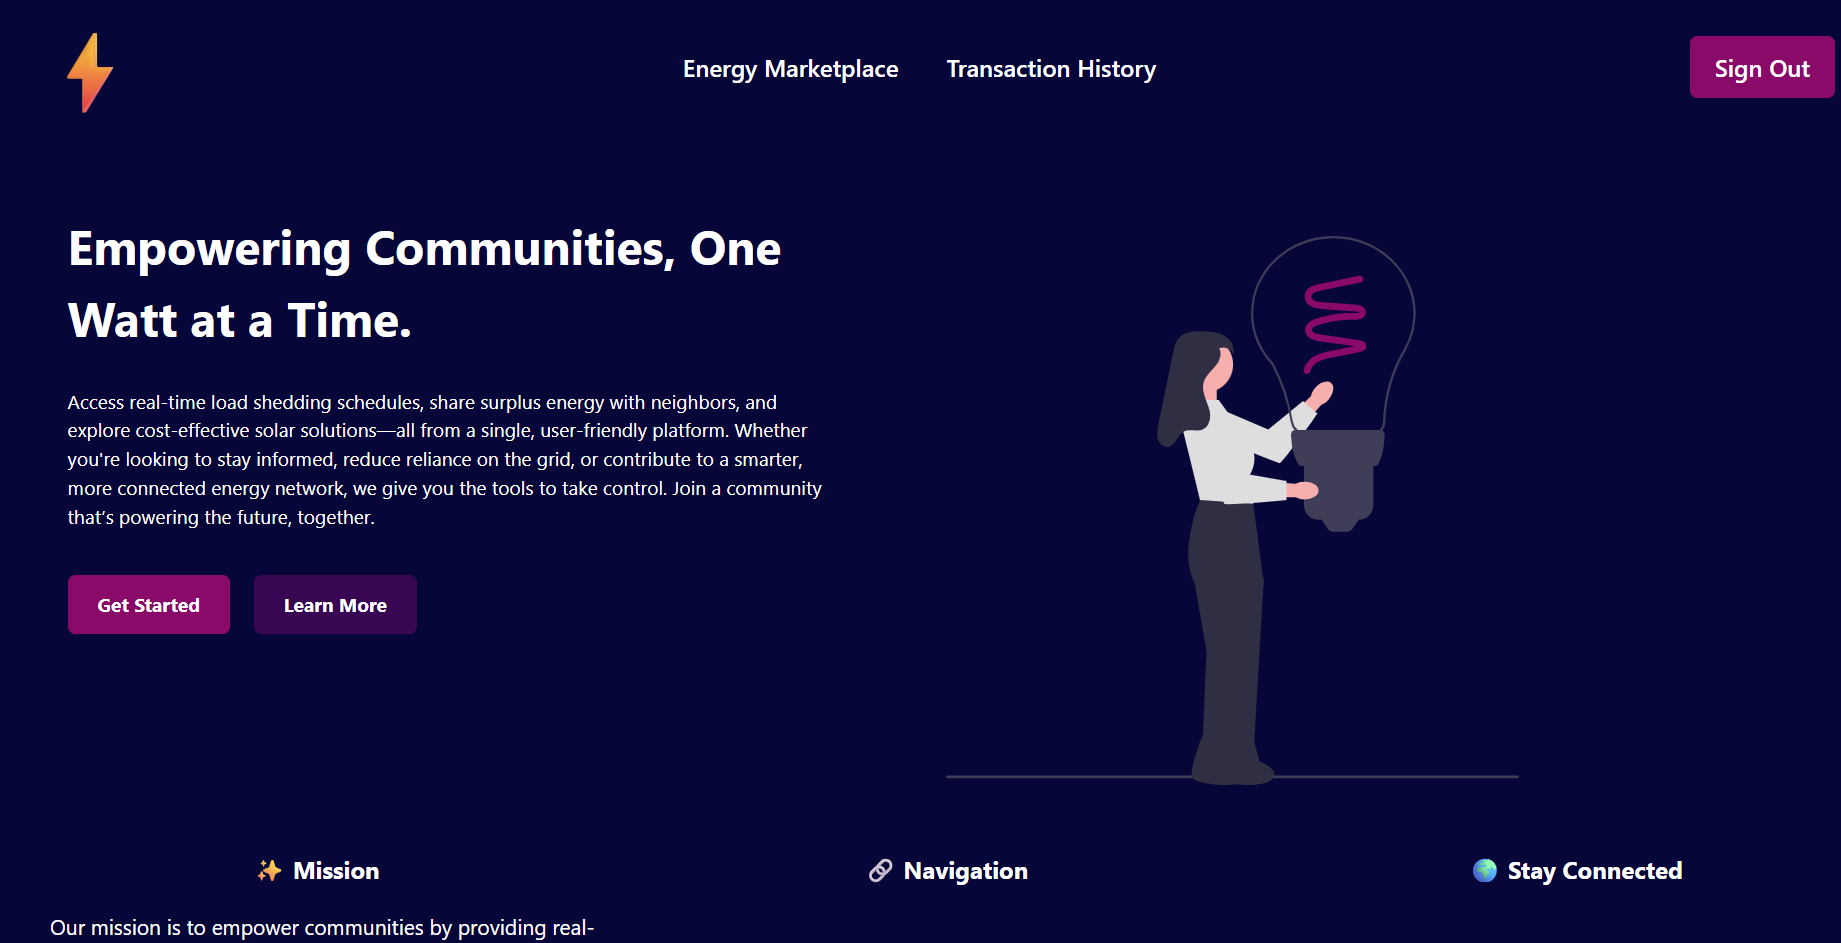 Energy Marketplace
Transaction History
Sign Out
Empowering Communities, One
Watt at a Time.
Access real-time load shedding schedules, share surplus energy with neighbors, and
explore cost-effective solar solutions—all from a single, user-friendly platform. Whether
you're looking to stay informed, reduce reliance on the grid, or contribute to a smarter,
more connected energy network, we give you the tools to take control. Join a community
that’s powering the future, together.
Get Started
Learn More
✨ Mission
🔗 Navigation
🌍 Stay Connected
Our mission is to empower communities by providing real-